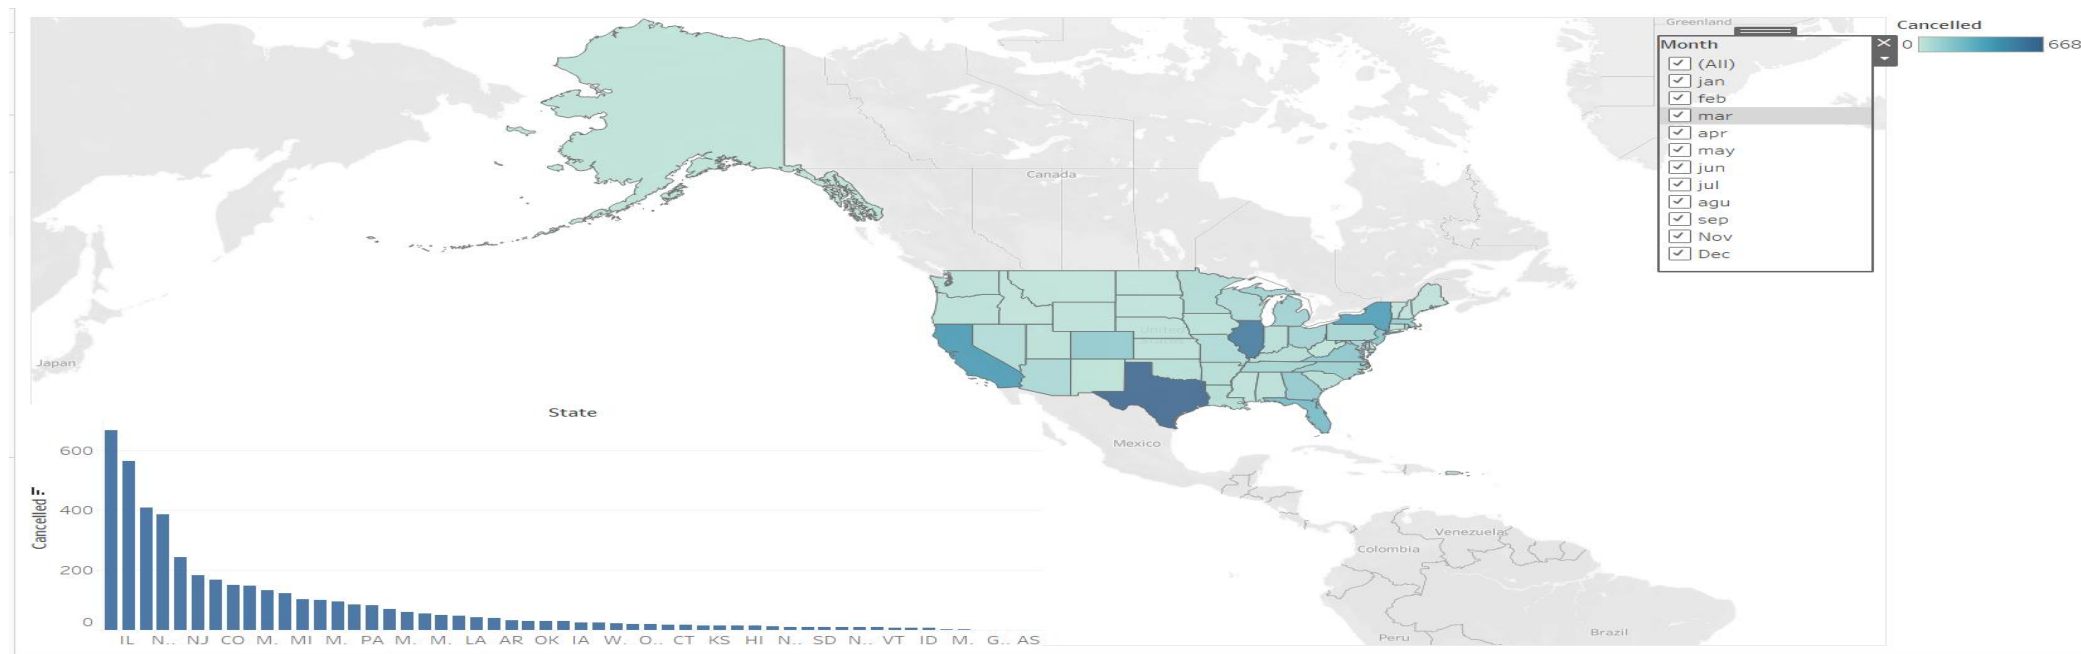 Greenland
Canada
United
States
Japan
Mexico
Venezuela
Colombia
Brazil
Peru
Month
(All)
jan
feb
mar
apr
may
jun
jul
agu
sep
Nov
Dec
Cancelled
0 668
State
Cancelled
600
400
200
0
IL N.. NJ CO M. MI M. PA M. M. LA AR OK IA W. O.. CT KS HI N.. SD N.. VT ID M. G.. AS